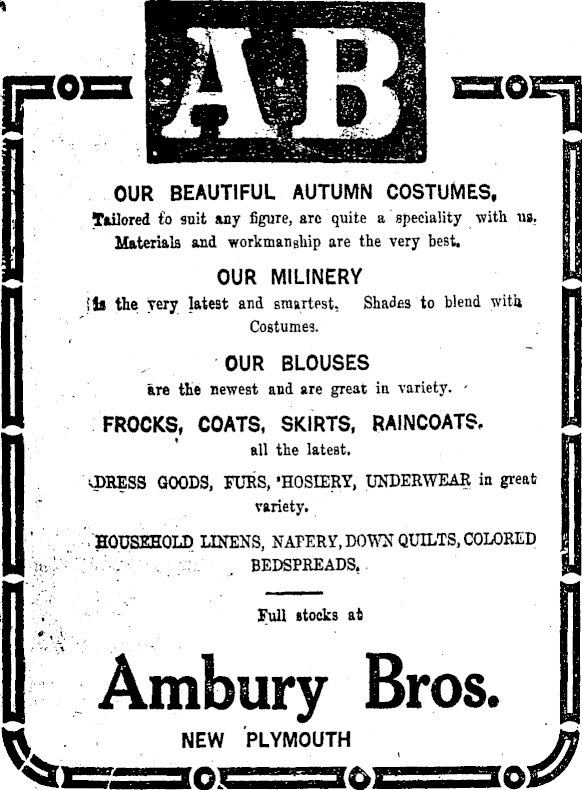 AB
OUR BEAUTIFUL AUTUMN COSTUMES,
Tailored to suit any figure, are quite a speciality with us.
Materials and workmanship are the very best.
OUR MILINERY
is the very latest and smartest. Shades to blend with
Costumes.
OUR BLOUSES
are the newest and are great in variety.
FROCKS, COATS, SKIRTS, RAINCOATS.
all the latest.
DRESS GOODS, FURS, HOSIERY, UNDERWEAR in great
variety.
HOUSEHOLD LINENS, NAPERY, DOWN QUILTS, COLORED
BEDSPREADS,
Full stocks at
Ambury Bros.
NEW PLYMOUTH